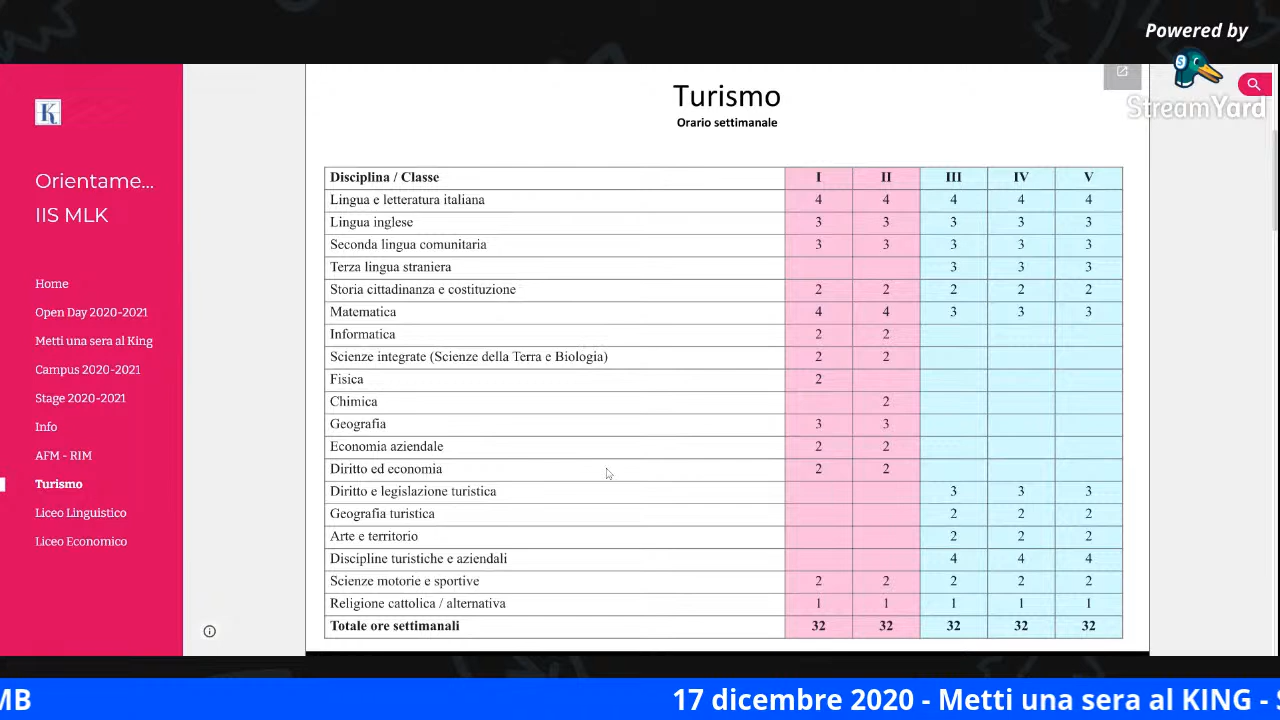 Powered by
StreamYard
K
Orientame...
IIS MLK
Home
Open Day 2020-2021
Metti una sera al King
Campus 2020-2021
Stage 2020-2021
Info
AFM - RIM
Turismo
Liceo Linguistico
Liceo Economico
Turismo
Orario settimanale
Disciplina / Classe I II III IV V
Lingua e letteratura italiana 4 4 4 4 4
Lingua inglese 3 3 3 3 3
Seconda lingua comunitaria 3 3 3 3 3
Terza lingua straniera 3 3 3
Storia cittadinanza e costituzione 2 2 2 2 2
Matematica 4 4 3 3 3
Informatica 2 2
Scienze integrate (Scienze della Terra e Biologia) 2 2
Fisica 2
Chimica 2
Geografia 3 3
Economia aziendale 2 2
Diritto ed economia 2 2
Diritto e legislazione turistica 3 3 3
Geografia turistica 2 2 2
Arte e territorio 2 2 2
Discipline turistiche e aziendali 4 4 4
Scienze motorie e sportive 2 2 2 2 2
Religione cattolica / alternativa 1 1 1 1 1
Totale ore settimanali 32 32 32 32 32
MB 17 dicembre 2020 - Metti una sera al KING - S